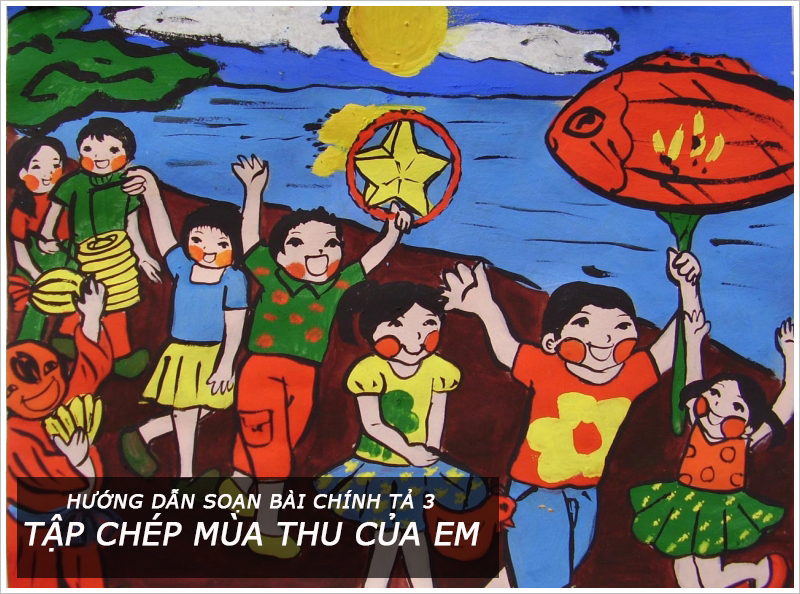 HƯỚNG DẪN SOẠN BÀI CHÍNH TẢ 3
TẬP CHÉP MÙA THU CỦA EM